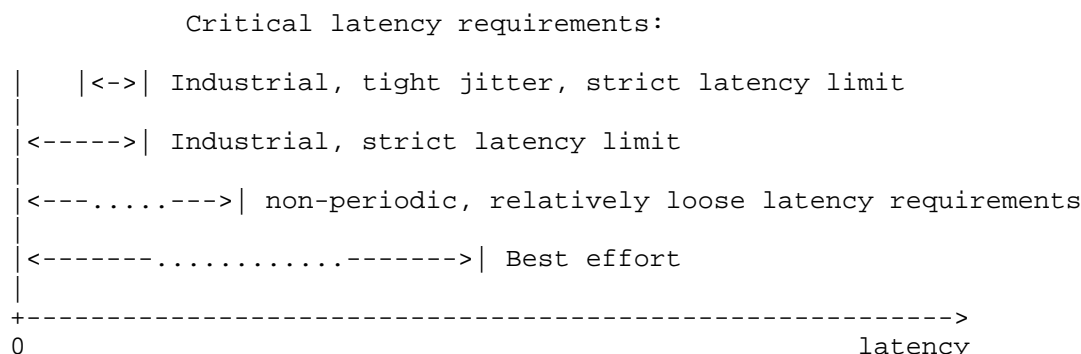 Critical latency requirements:
|   |<->| Industrial, tight jitter, strict latency limit
|
|<----->| Industrial, strict latency limit
|
|<---.....--->| non-periodic, relatively loose latency requirements
|
|<-------............------->| Best effort
|
+---------------------------------------------------------->
0                                                    latency